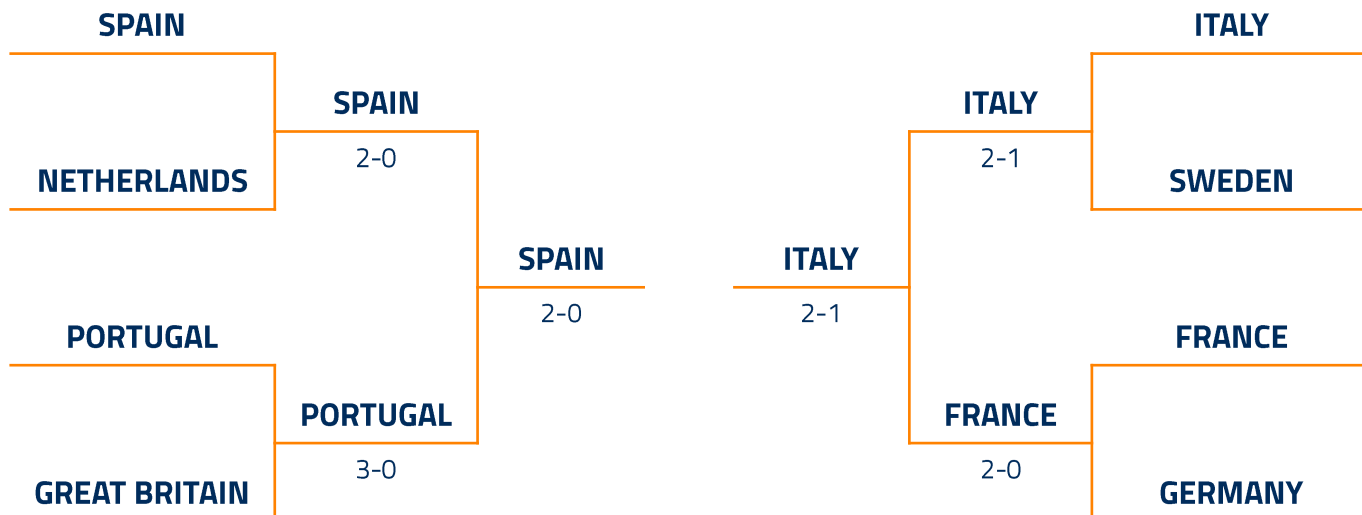 SPAIN
SPAIN
2-0
NETHERLANDS
SPAIN
2-0
PORTUGAL
PORTUGAL
3-0
GREAT BRITAIN
ITALY
ITALY
2-1
SWEDEN
ITALY
2-1
FRANCE
FRANCE
2-0
GERMANY